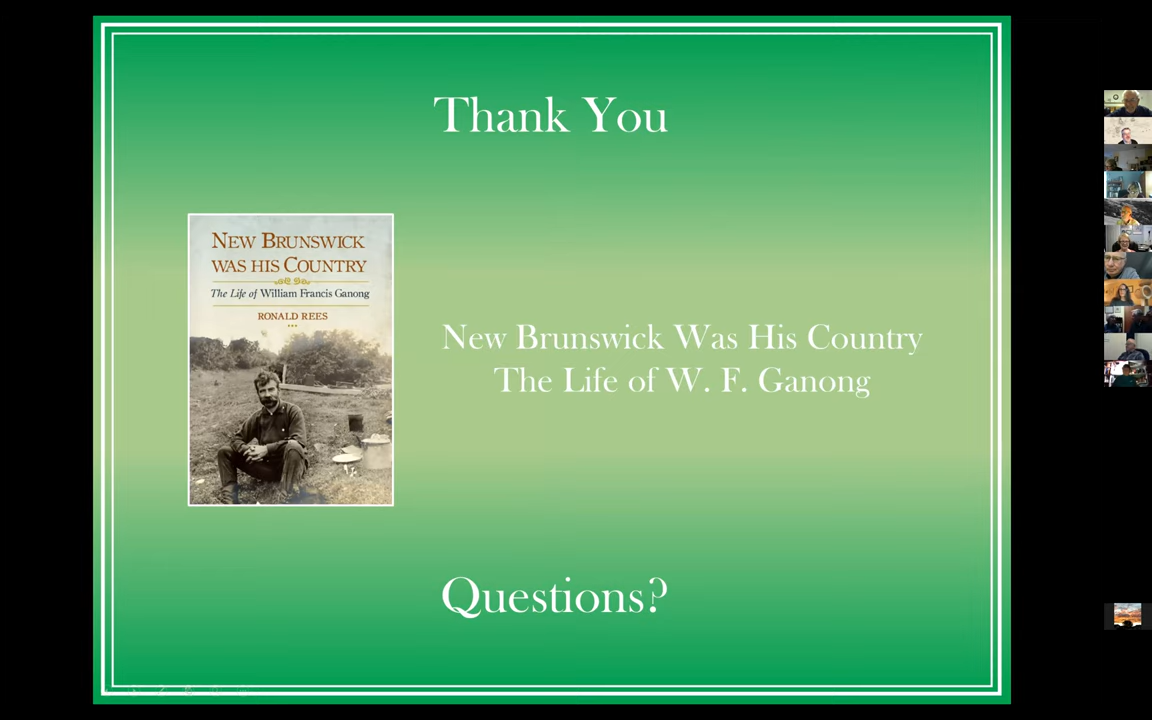 Thank You
NEW BRUNSWICK
WAS HIS COUNTRY
The Life of William Francis Ganong
RONALD REES
New Brunswick Was His Country
The Life of W. F. Ganong
Questions?